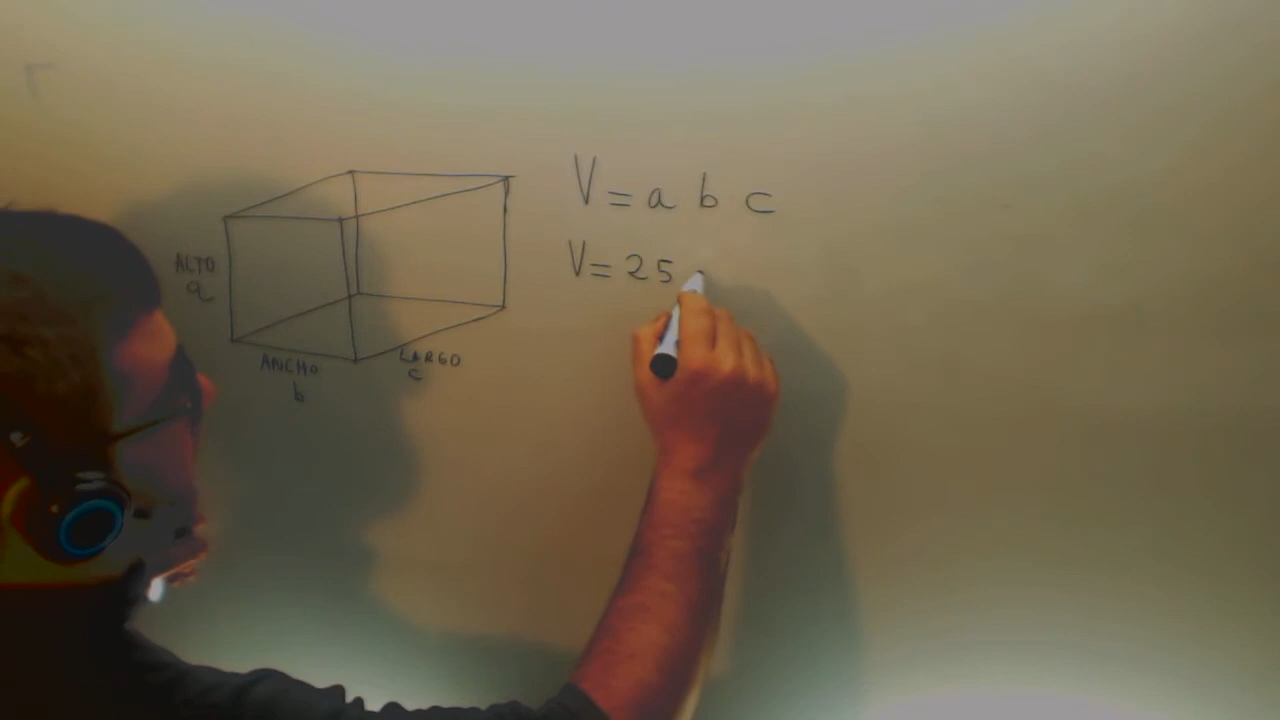 V = a b c
V = 25
ALTO
a
ANCHO
b
LARGO
c